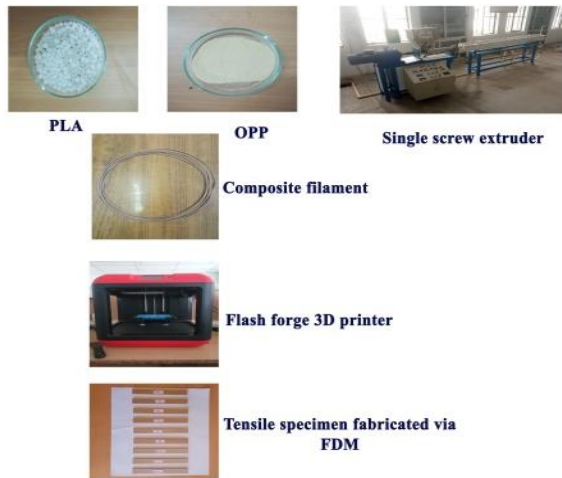 PLA
OPP
Single screw extruder
Composite filament
Flash forge 3D printer
Tensile specimen fabricated via
FDM